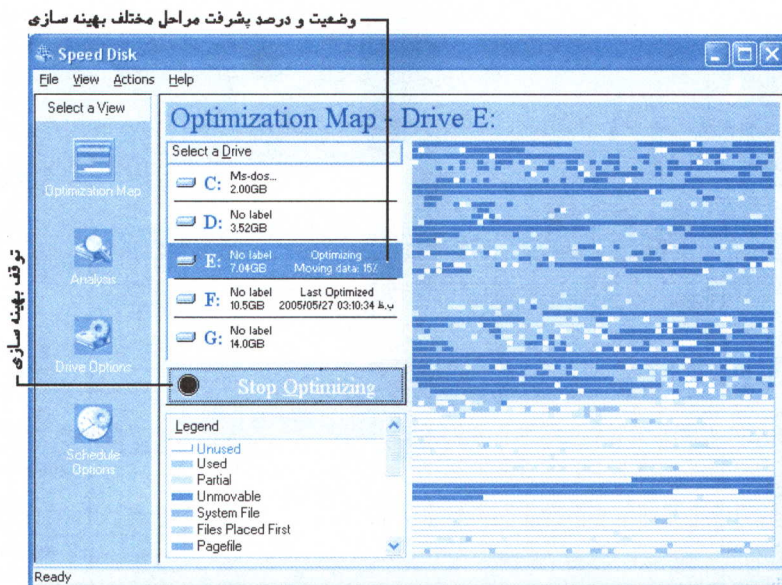 وضعیت و درصد پشرفت مراحل مختلف بهینه سازی
Speed Disk
File View Actions Help
Select a View
Optimization Map
Analysis
Drive Options
Schedule
Options
Optimization Map - Drive E:
Select a Drive
C: Ms-dos...
2.00GB
D: No label
3.52GB
E: No label Optimizing
7.04GB Moving data: 15%
F: No label Last Optimized
10.5GB 2005/05/27 03:10:34 ب.ظ
G: No label
14.0GB
Stop Optimizing
توقف بهینه سازی
Legend
Unused
Used
Partial
Unmovable
System File
Files Placed First
Pagefile
Ready